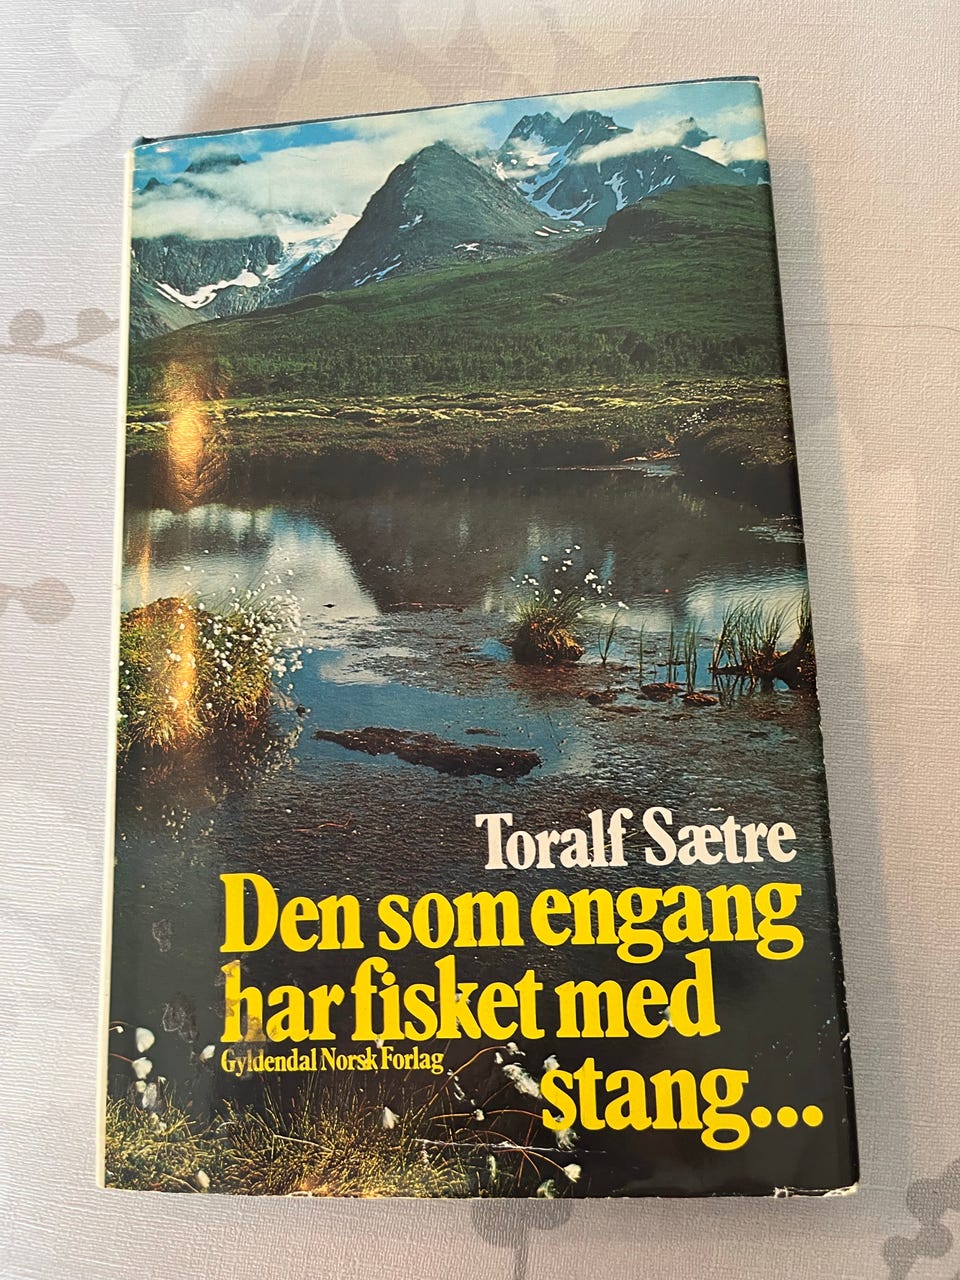 Toralf Sætre
Den som engang
har fisket med
Gyldendal Norsk Forlag
stang...